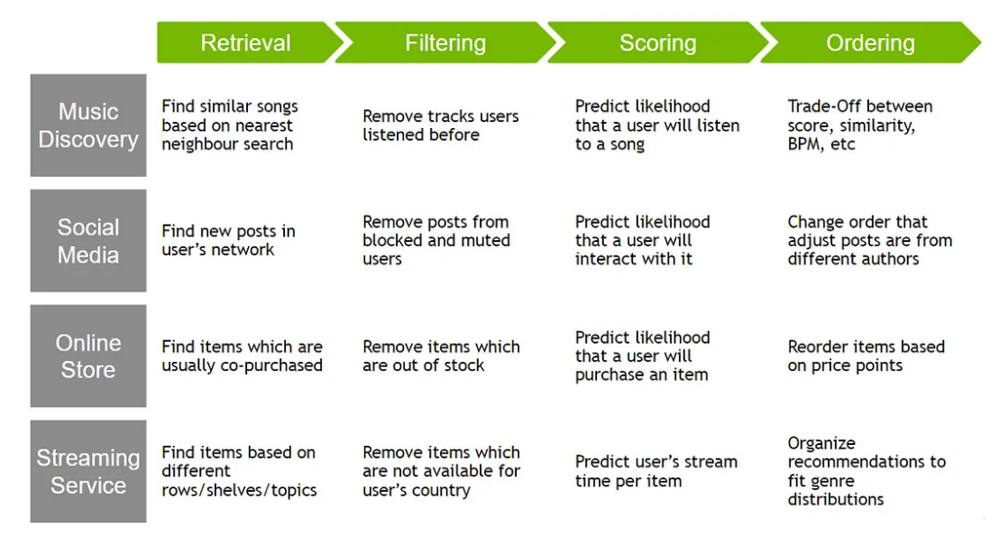 Retrieval
Filtering
Scoring
Ordering
Music
Discovery
Find similar songs
based on nearest
neighbour search
Remove tracks users
listened before
Predict likelihood
that a user will listen
to a song
Trade-Off between
score, similarity,
BPM, etc
Social
Media
Find new posts in
user's network
Remove posts from
blocked and muted
users
Predict likelihood
that a user will
interact with it
Change order that
adjust posts are from
different authors
Online
Store
Find items which are
usually co-purchased
Remove items which
are out of stock
Predict likelihood
that a user will
purchase an item
Reorder items based
on price points
Streaming
Service
Find items based on
different
rows/shelves/topics
Remove items which
are not available for
user's country
Predict user's stream
time per item
Organize
recommendations to
fit genre
distributions